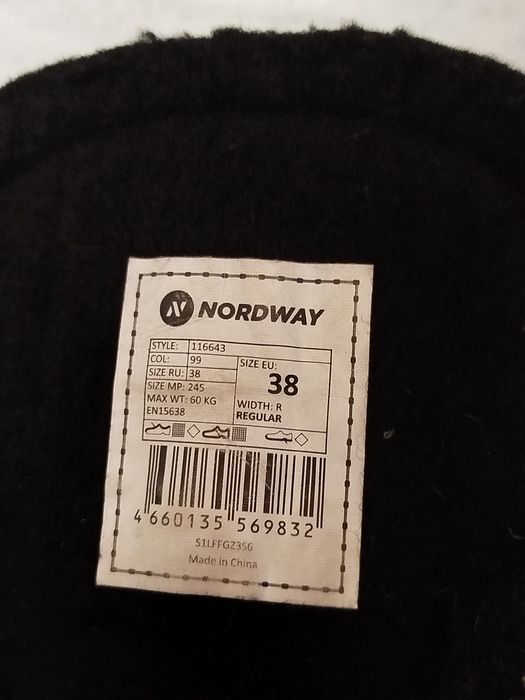 N NORDWAY
STYLE: 116643
COL: 99
SIZE RU: 38
SIZE MP: 245
MAX WT: 60 KG
EN15638
SIZE EU:
38
WIDTH: R
REGULAR
4 660135 569832
S1LFFGZ356
Made in China